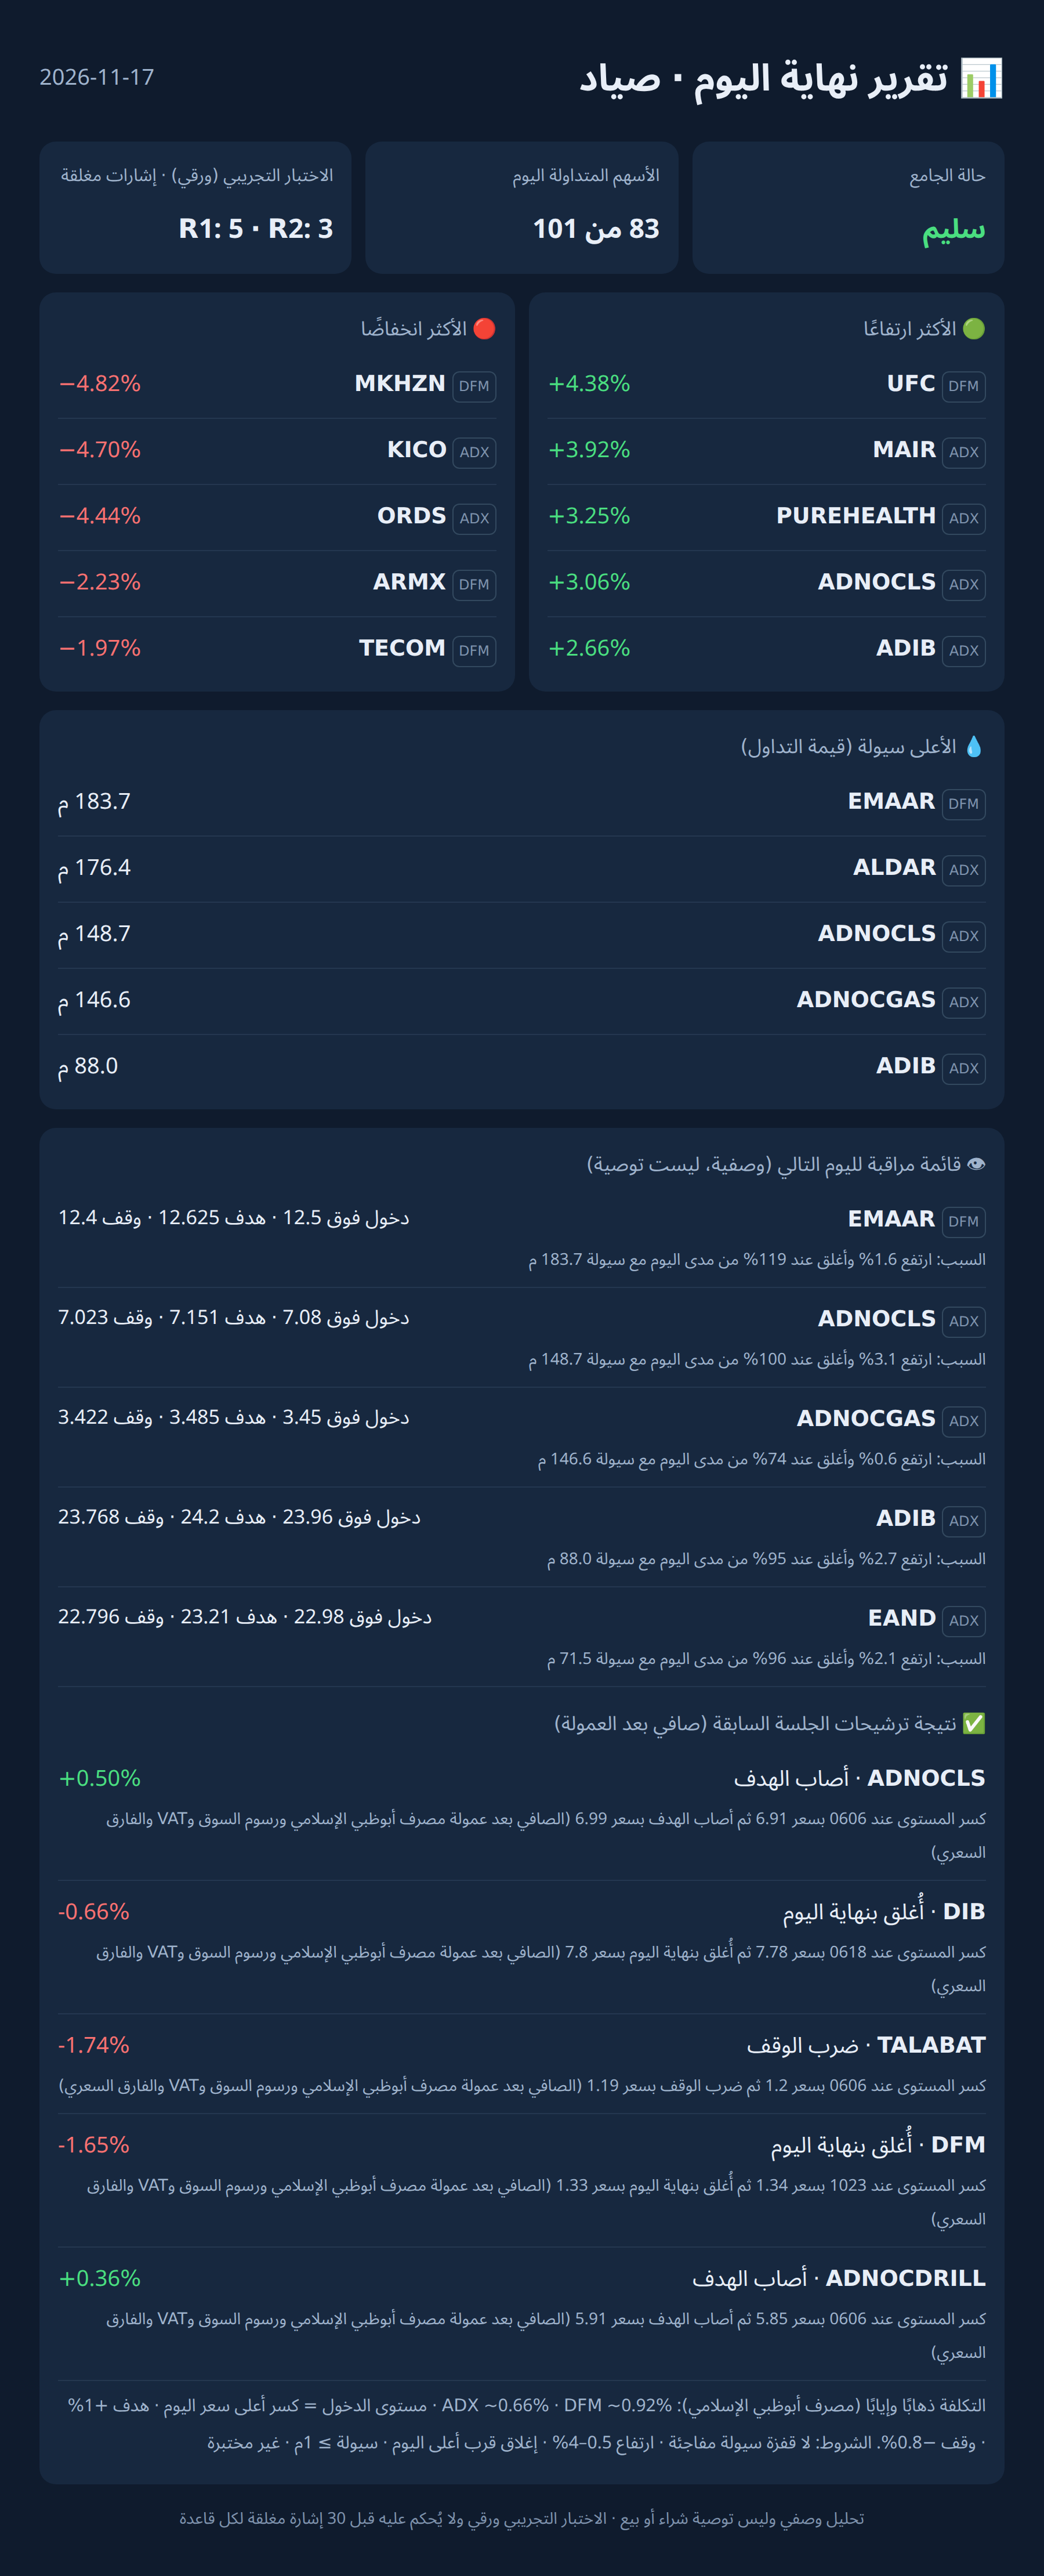 📊 تقرير نهاية اليوم · صياد
2026-11-17
حالة الجامع
سليم
الأسهم المتداولة اليوم
83 من 101
الاختبار التجريبي (ورقي) · إشارات مغلقة
R1: 5 · R2: 3
🟢 الأكثر ارتفاعًا
DFM UFC +4.38%
ADX MAIR +3.92%
ADX PUREHEALTH +3.25%
ADX ADNOCLS +3.06%
ADX ADIB +2.66%
🔴 الأكثر انخفاضًا
DFM MKHZN −4.82%
ADX KICO −4.70%
ADX ORDS −4.44%
DFM ARMX −2.23%
DFM TECOM −1.97%
💧 الأعلى سيولة (قيمة التداول)
DFM EMAAR 183.7 م
ADX ALDAR 176.4 م
ADX ADNOCLS 148.7 م
ADX ADNOCGAS 146.6 م
ADX ADIB 88.0 م
👁 قائمة مراقبة لليوم التالي (وصفية، ليست توصية)
DFM EMAAR دخول فوق 12.5 · هدف 12.625 · وقف 12.4
السبب: ارتفع 1.6% وأغلق عند 119% من مدى اليوم مع سيولة 183.7 م
ADX ADNOCLS دخول فوق 7.08 · هدف 7.151 · وقف 7.023
السبب: ارتفع 3.1% وأغلق عند 100% من مدى اليوم مع سيولة 148.7 م
ADX ADNOCGAS دخول فوق 3.45 · هدف 3.485 · وقف 3.422
السبب: ارتفع 0.6% وأغلق عند 74% من مدى اليوم مع سيولة 146.6 م
ADX ADIB دخول فوق 23.96 · هدف 24.2 · وقف 23.768
السبب: ارتفع 2.7% وأغلق عند 95% من مدى اليوم مع سيولة 88.0 م
ADX EAND دخول فوق 22.98 · هدف 23.21 · وقف 22.796
السبب: ارتفع 2.1% وأغلق عند 96% من مدى اليوم مع سيولة 71.5 م
✅ نتيجة ترشيحات الجلسة السابقة (صافي بعد العمولة)
ADNOCLS · أصاب الهدف +0.50%
كسر المستوى عند 0606 بسعر 6.91 ثم أصاب الهدف بسعر 6.99 (الصافي بعد عمولة مصرف أبوظبي الإسلامي ورسوم السوق وVAT والفارق
السعري)
DIB · أُغلق بنهاية اليوم -0.66%
كسر المستوى عند 0618 بسعر 7.78 ثم أُغلق بنهاية اليوم بسعر 7.8 (الصافي بعد عمولة مصرف أبوظبي الإسلامي ورسوم السوق وVAT والفارق
السعري)
TALABAT · ضرب الوقف -1.74%
كسر المستوى عند 0606 بسعر 1.2 ثم ضرب الوقف بسعر 1.19 (الصافي بعد عمولة مصرف أبوظبي الإسلامي ورسوم السوق وVAT والفارق السعري)
DFM · أُغلق بنهاية اليوم -1.65%
كسر المستوى عند 1023 بسعر 1.34 ثم أُغلق بنهاية اليوم بسعر 1.33 (الصافي بعد عمولة مصرف أبوظبي الإسلامي ورسوم السوق وVAT والفارق
السعري)
ADNOCDRILL · أصاب الهدف +0.36%
كسر المستوى عند 0606 بسعر 5.85 ثم أصاب الهدف بسعر 5.91 (الصافي بعد عمولة مصرف أبوظبي الإسلامي ورسوم السوق وVAT والفارق
السعري)
التكلفة ذهابًا وإيابًا (مصرف أبوظبي الإسلامي): ADX ~0.66% · DFM ~0.92% · مستوى الدخول = كسر أعلى سعر اليوم · هدف +1%
· وقف −0.8%. الشروط: لا قفزة سيولة مفاجئة · ارتفاع 0.5–4% · إغلاق قرب أعلى اليوم · سيولة ≥ 1م · غير مختبرة
تحليل وصفي وليس توصية شراء أو بيع · الاختبار التجريبي ورقي ولا يُحكم عليه قبل 30 إشارة مغلقة لكل قاعدة